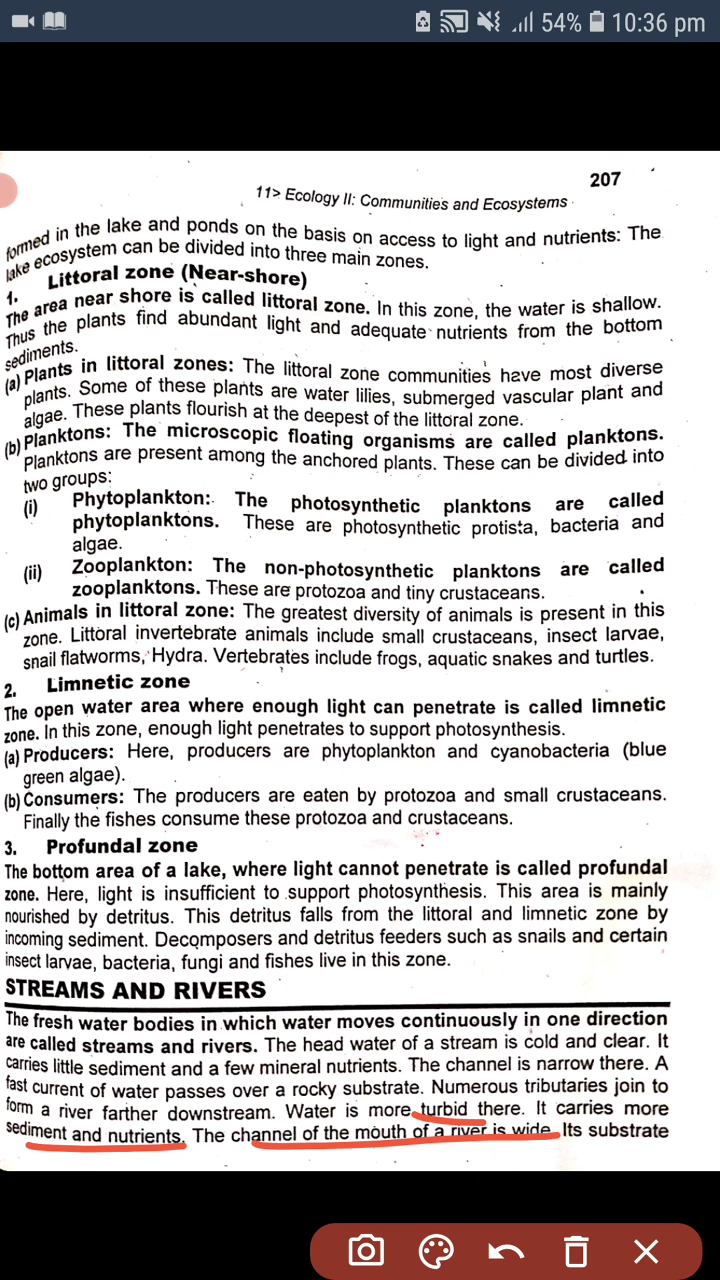 54% 10:36 pm
207
11> Ecology II: Communities and Ecosystems
formed in the lake and ponds on the basis on access to light and nutrients: The
lake ecosystem can be divided into three main zones.
1. Littoral zone (Near-shore)
The area near shore is called littoral zone. In this zone, the water is shallow.
Thus the plants find abundant light and adequate nutrients from the bottom
sediments.
(a) Plants in littoral zones: The littoral zone communities have most diverse
plants. Some of these plants are water lilies, submerged vascular plant and
algae. These plants flourish at the deepest of the littoral zone.
(b) Planktons: The microscopic floating organisms are called planktons.
Planktons are present among the anchored plants. These can be divided into
two groups:
(i) Phytoplankton: The photosynthetic planktons are called
phytoplanktons. These are photosynthetic protista, bacteria and
algae.
(ii) Zooplankton: The non-photosynthetic planktons are called
zooplanktons. These are protozoa and tiny crustaceans.
(c) Animals in littoral zone: The greatest diversity of animals is present in this
zone. Littoral invertebrate animals include small crustaceans, insect larvae,
snail flatworms, Hydra. Vertebrates include frogs, aquatic snakes and turtles.
2. Limnetic zone
The open water area where enough light can penetrate is called limnetic
zone. In this zone, enough light penetrates to support photosynthesis.
(a) Producers: Here, producers are phytoplankton and cyanobacteria (blue
green algae).
(b) Consumers: The producers are eaten by protozoa and small crustaceans.
Finally the fishes consume these protozoa and crustaceans.
3. Profundal zone
The bottom area of a lake, where light cannot penetrate is called profundal
zone. Here, light is insufficient to support photosynthesis. This area is mainly
nourished by detritus. This detritus falls from the littoral and limnetic zone by
incoming sediment. Decomposers and detritus feeders such as snails and certain
insect larvae, bacteria, fungi and fishes live in this zone.
STREAMS AND RIVERS
The fresh water bodies in which water moves continuously in one direction
are called streams and rivers. The head water of a stream is cold and clear. It
carries little sediment and a few mineral nutrients. The channel is narrow there. A
fast current of water passes over a rocky substrate. Numerous tributaries join to
form a river farther downstream. Water is more turbid there. It carries more
sediment and nutrients. The channel of the mouth of a river is wide. Its substrate